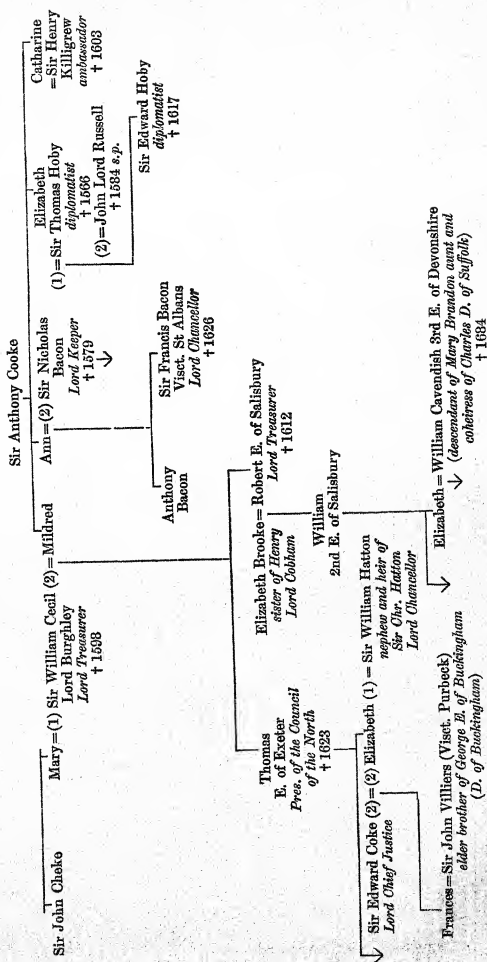 Sir Anthony Cooke
Sir John Cheke
Mary=(1) Sir William Cecil (2)=Mildred
Lord Burghley
Lord Treasurer
†1598
Ann=(2) Sir Nicholas
Bacon
Lord Keeper
†1579
Elizabeth
(1)=Sir Thomas Hoby
diplomatist
†1566
(2)=John Lord Russell
†1584 s.p.
Catharine
=Sir Henry
Killigrew
ambassador
†1603
Anthony
Bacon
Sir Francis Bacon
Visct. St Albans
Lord Chancellor
†1626
Sir Edward Hoby
diplomatist
†1617
Thomas
E. of Exeter
Pres. of the Council
of the North
†1623
Elizabeth Brooke=Robert E. of Salisbury
sister of Henry
Lord Cobham
Lord Treasurer
†1612
William
2nd E. of Salisbury
Sir Edward Coke (2)=(2) Elizabeth (1)=Sir William Hatton
Lord Chief Justice
nephew and heir of
Sir Chr. Hatton
Lord Chancellor
Elizabeth=William Cavendish 3rd E. of Devonshire
(descendant of Mary Brandon aunt and
coheiress of Charles D. of Suffolk)
†1684
Frances=Sir John Villiers (Visct. Purbeck)
elder brother of George E. of Buckingham
(D. of Buckingham)